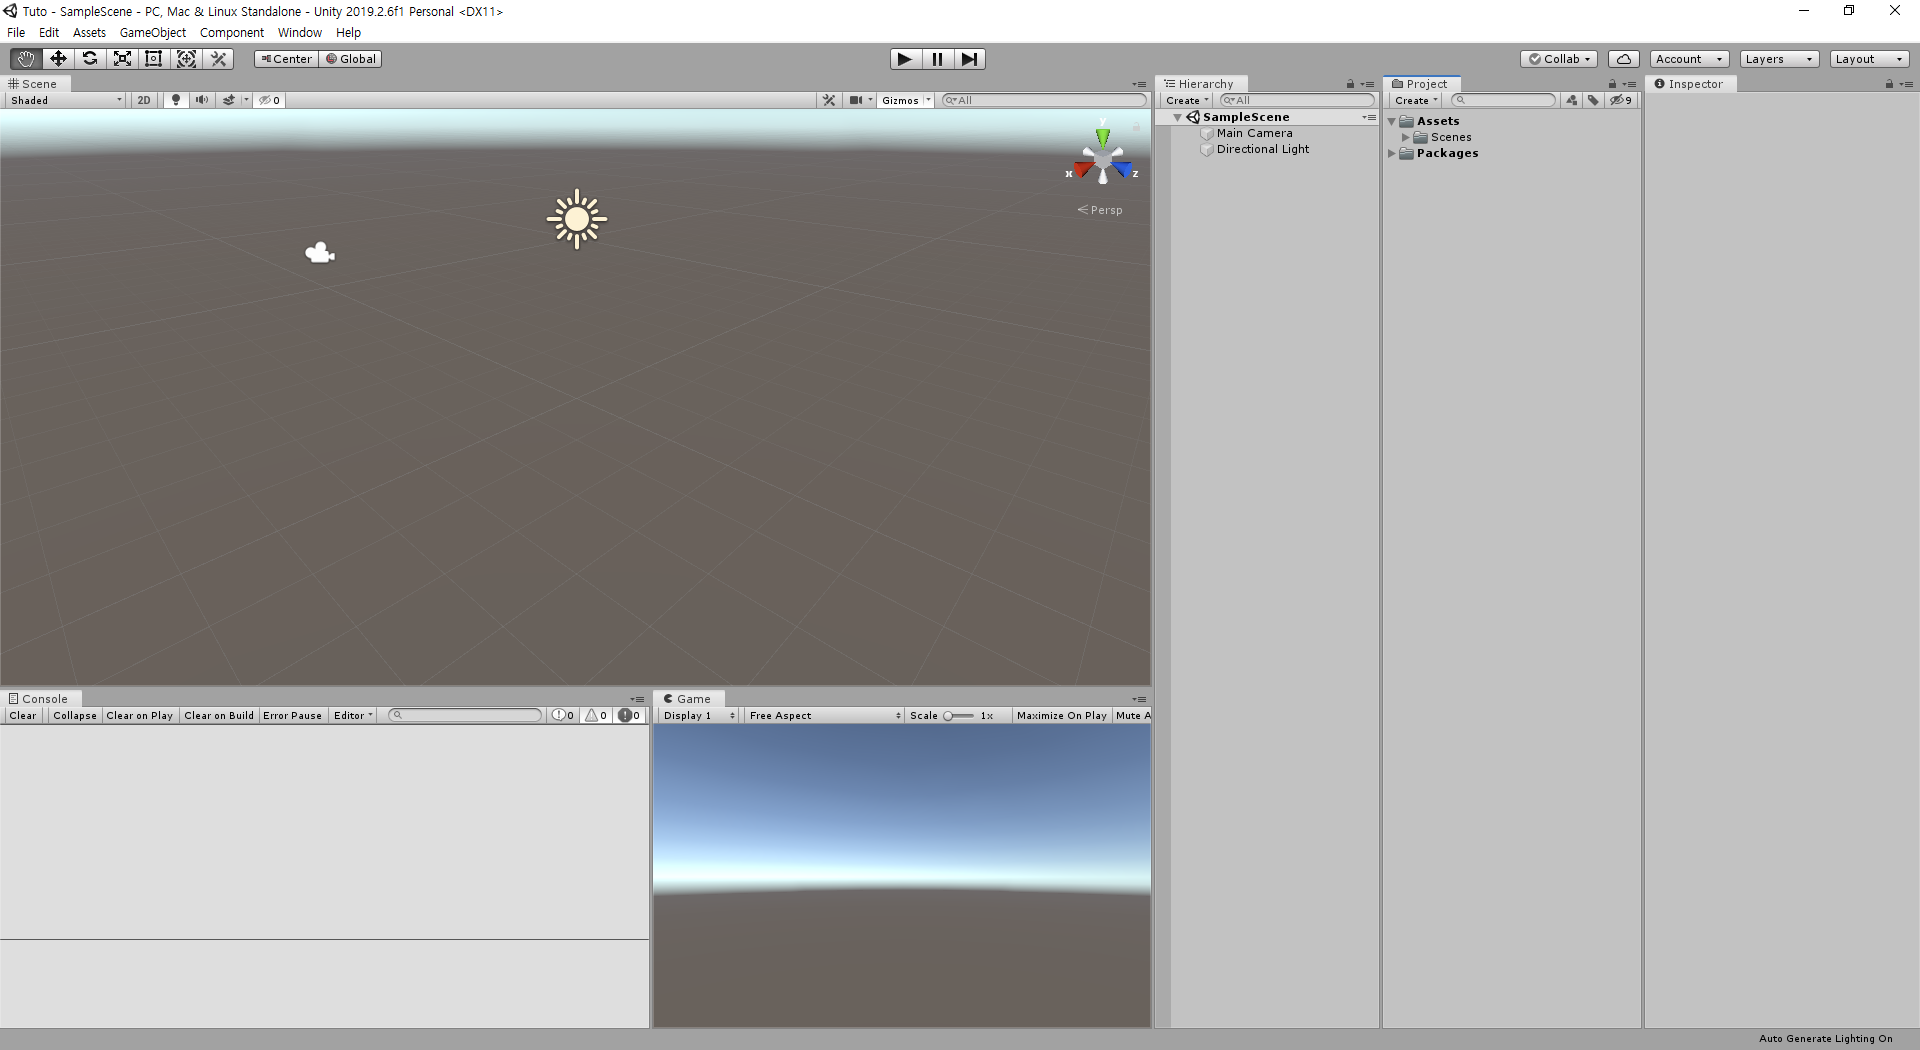 Tuto - SampleScene - PC, Mac & Linux Standalone - Unity 2019.2.6f1 Personal <DX11>
File Edit Assets GameObject Component Window Help
Center Global Collab Account Layers Layout
Scene
Shaded 2D 0 Gizmos All
y
x z
Persp
Hierarchy
Create All
SampleScene
Main Camera
Directional Light
Project
Create 9
Assets
Scenes
Packages
Inspector
Console
Clear Collapse Clear on Play Clear on Build Error Pause Editor 0 0 0
Game
Display 1 Free Aspect Scale 1x Maximize On Play Mute A
Auto Generate Lighting On